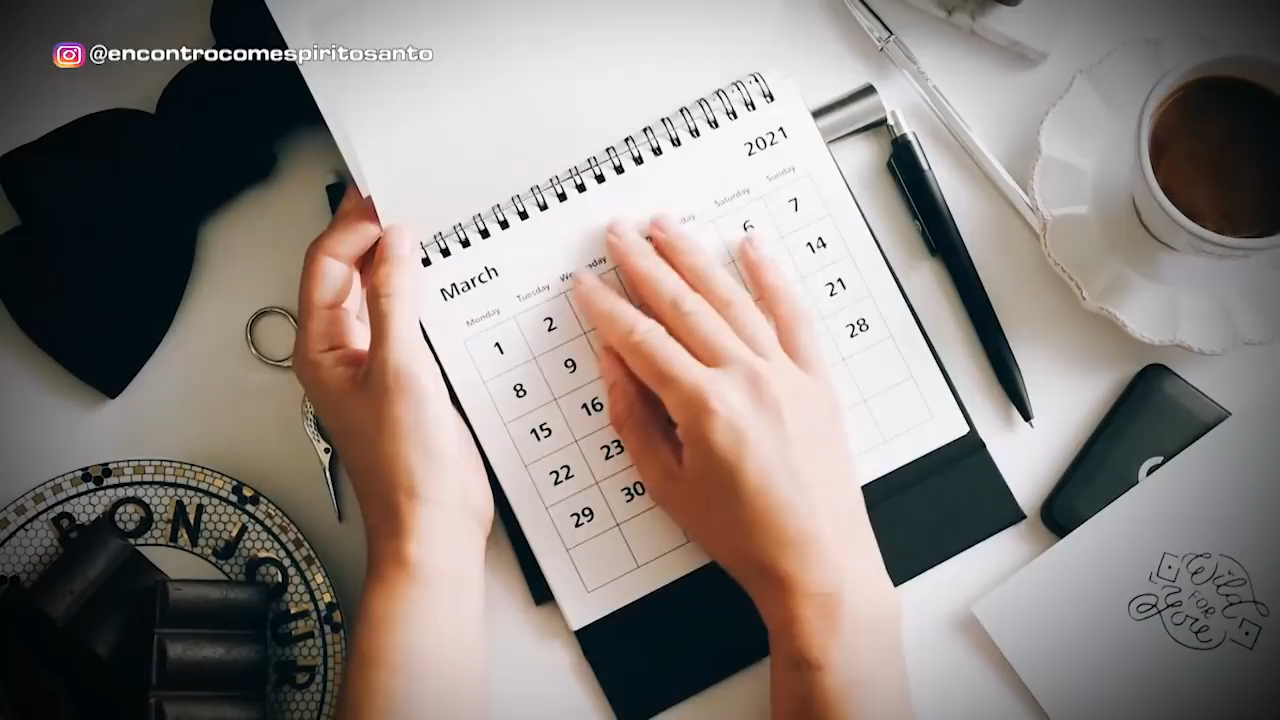 @encontrocomespiritosanto
2021
March
Monday Tuesday Saturday Sunday
1 2 6 7
8 9 14
15 16 21
22 23 28
29 30
BONJOUR
Wild
FOR
You